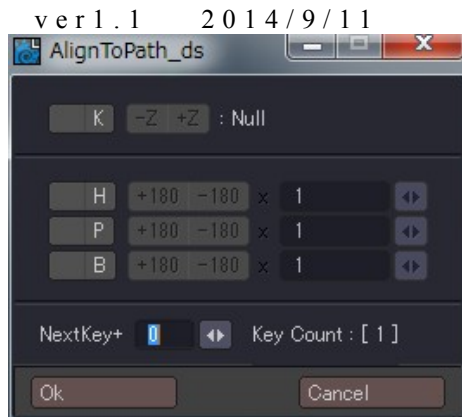 ver1.1 2014/9/11
AlignToPath_ds
K -Z +Z : Null
H +180 -180 x 1
P +180 -180 x 1
B +180 -180 x 1
NextKey+ 0 Key Count : [ 1 ]
Ok Cancel